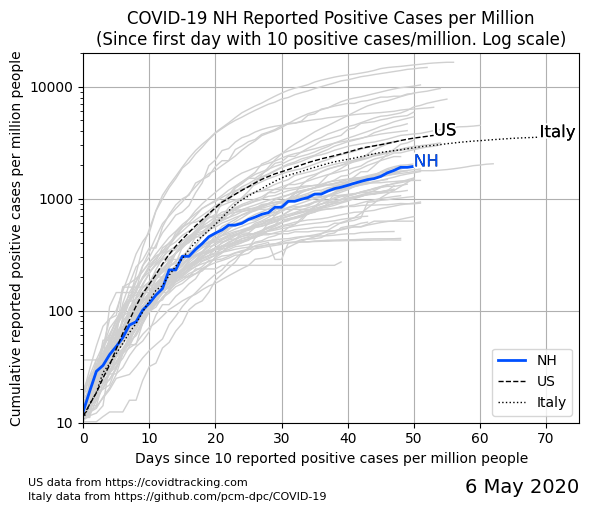 COVID-19 NH Reported Positive Cases per Million
(Since first day with 10 positive cases/million. Log scale)
Cumulative reported positive cases per million people
10000
1000
100
10
US
Italy
NH
NH
US
Italy
0 10 20 30 40 50 60 70
Days since 10 reported positive cases per million people
US data from https://covidtracking.com
Italy data from https://github.com/pcm-dpc/COVID-19
6 May 2020